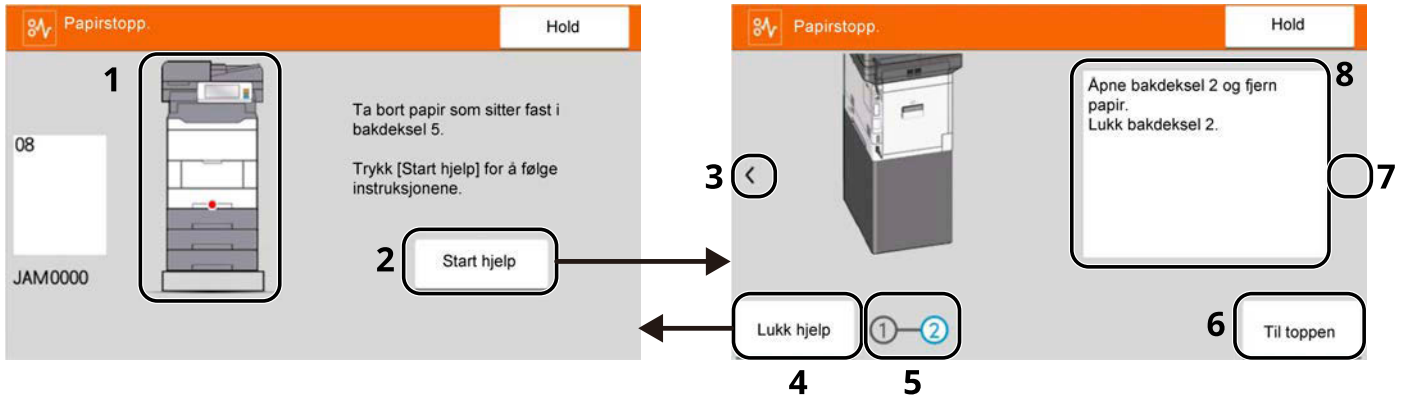 Papirstopp.
Hold
1
08
JAM0000
Ta bort papir som sitter fast i
bakdeksel 5.
Trykk [Start hjelp] for å følge
instruksjonene.
2
Start hjelp
Papirstopp.
Hold
3
8
Åpne bakdeksel 2 og fjern
papir.
Lukk bakdeksel 2.
7
Lukk hjelp
1
2
6
Til toppen
4
5